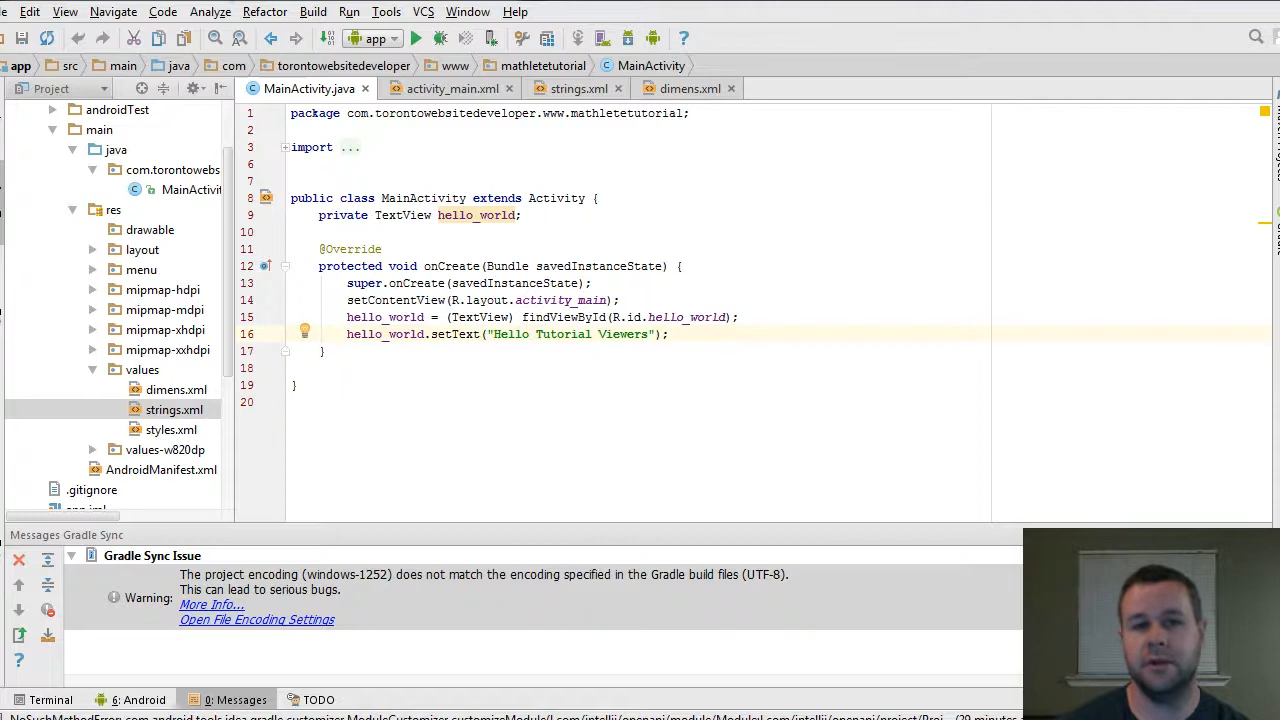 Edit View Navigate Code Analyze Refactor Build Run Tools VCS Window Help
app
app src main java com torontowebsitedeveloper www mathletetutorial MainActivity
Project MainActivity.java activity_main.xml strings.xml dimens.xml
androidTest
main
java
com.torontowebs
MainActivit
res
drawable
layout
menu
mipmap-hdpi
mipmap-mdpi
mipmap-xhdpi
mipmap-xxhdpi
values
dimens.xml
strings.xml
styles.xml
values-w820dp
AndroidManifest.xml
.gitignore
1 package com.torontowebsitedeveloper.www.mathletetutorial;
2
3 import ...
6
7
8 public class MainActivity extends Activity {
9 private TextView hello_world;
10
11 @Override
12 protected void onCreate(Bundle savedInstanceState) {
13 super.onCreate(savedInstanceState);
14 setContentView(R.layout.activity_main);
15 hello_world = (TextView) findViewById(R.id.hello_world);
16 hello_world.setText("Hello Tutorial Viewers");
17 }
18
19 }
20
Messages Gradle Sync
Gradle Sync Issue
Warning: The project encoding (windows-1252) does not match the encoding specified in the Gradle build files (UTF-8).
This can lead to serious bugs.
More Info...
Open File Encoding Settings
Terminal 6: Android 0: Messages TODO